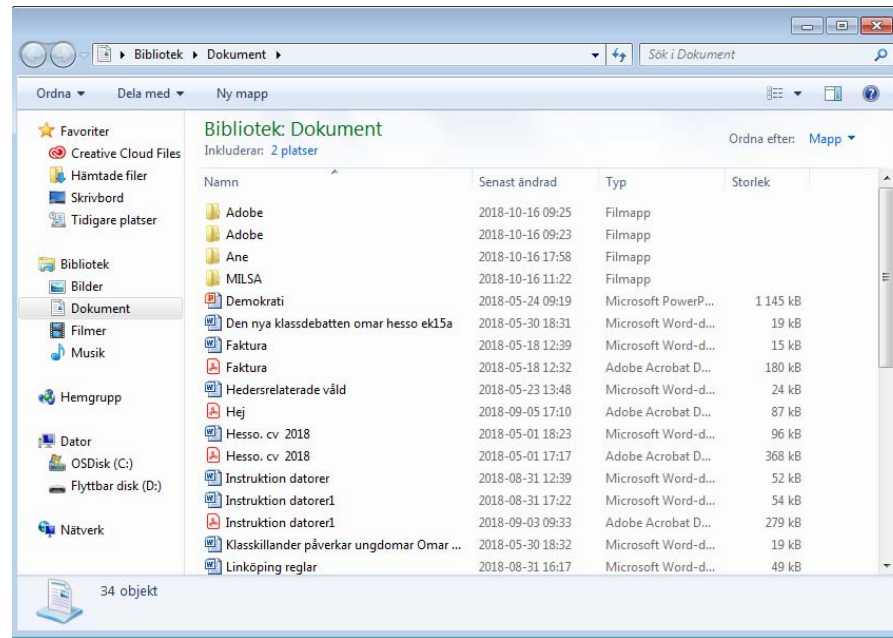 Bibliotek Dokument
Sök i Dokument
Ordna Dela med Ny mapp
Favoriter
Creative Cloud Files
Hämtade filer
Skrivbord
Tidigare platser
Bibliotek
Bilder
Dokument
Filmer
Musik
Hemgrupp
Dator
OSDisk (C:)
Flyttbar disk (D:)
Nätverk
Bibliotek: Dokument
Inkluderar: 2 platser
Ordna efter: Mapp
Namn Senast ändrad Typ Storlek
Adobe 2018-10-16 09:25 Filmapp
Adobe 2018-10-16 09:23 Filmapp
Ane 2018-10-16 17:58 Filmapp
MILSA 2018-10-16 11:22 Filmapp
Demokrati 2018-05-24 09:19 Microsoft PowerP... 1 145 kB
Den nya klassdebatten omar hesso ek15a 2018-05-30 18:31 Microsoft Word-d... 19 kB
Faktura 2018-05-18 12:39 Microsoft Word-d... 15 kB
Faktura 2018-05-18 12:32 Adobe Acrobat D... 180 kB
Hedersrelaterade våld 2018-05-23 13:48 Microsoft Word-d... 24 kB
Hej 2018-09-05 17:10 Adobe Acrobat D... 87 kB
Hesso. cv 2018 2018-05-01 18:23 Microsoft Word-d... 96 kB
Hesso. cv 2018 2018-05-01 17:17 Adobe Acrobat D... 368 kB
Instruktion datorer 2018-08-31 12:39 Microsoft Word-d... 52 kB
Instruktion datorer1 2018-08-31 17:22 Microsoft Word-d... 54 kB
Instruktion datorer1 2018-09-03 09:33 Adobe Acrobat D... 279 kB
Klasskillander påverkar ungdomar Omar ... 2018-05-30 18:32 Microsoft Word-d... 19 kB
Linköping reglar 2018-08-31 16:17 Microsoft Word-d... 49 kB
34 objekt